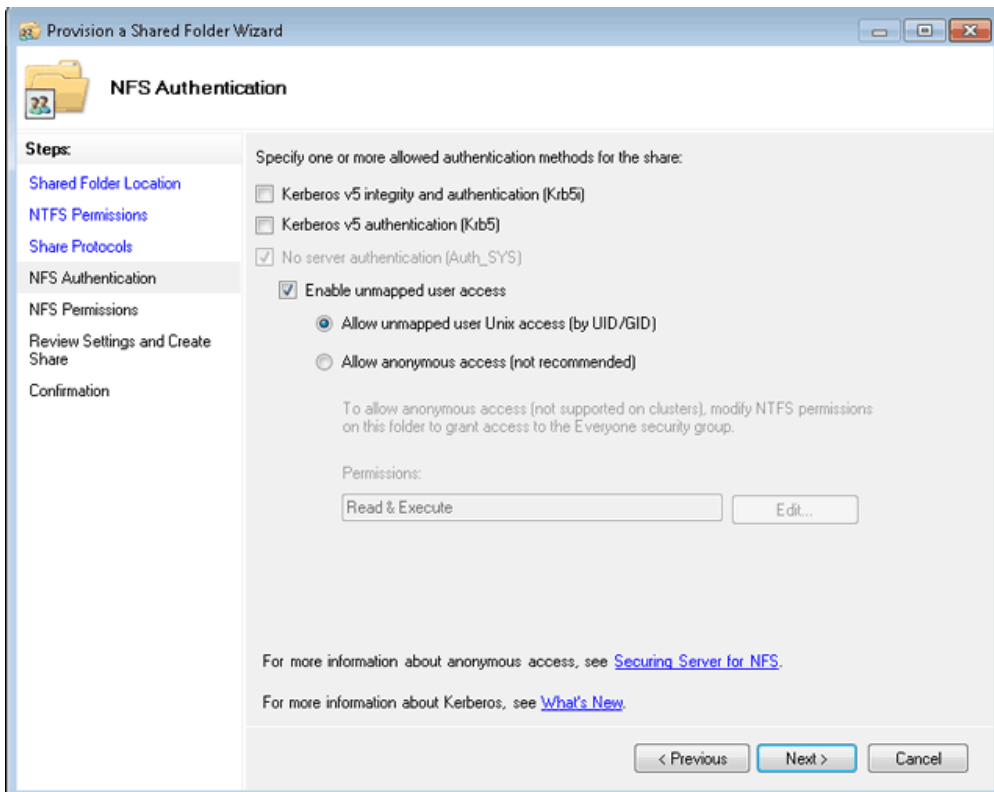 Provision a Shared Folder Wizard
NFS Authentication
Steps:
Shared Folder Location
NTFS Permissions
Share Protocols
NFS Authentication
NFS Permissions
Review Settings and Create
Share
Confirmation
Specify one or more allowed authentication methods for the share:
Kerberos v5 integrity and authentication (Krb5i)
Kerberos v5 authentication (Krb5)
No server authentication (Auth_SYS)
Enable unmapped user access
Allow unmapped user Unix access (by UID/GID)
Allow anonymous access (not recommended)
To allow anonymous access (not supported on clusters), modify NTFS permissions
on this folder to grant access to the Everyone security group.
Permissions:
Read & Execute
Edit...
For more information about anonymous access, see Securing Server for NFS.
For more information about Kerberos, see What's New.
< Previous
Next >
Cancel